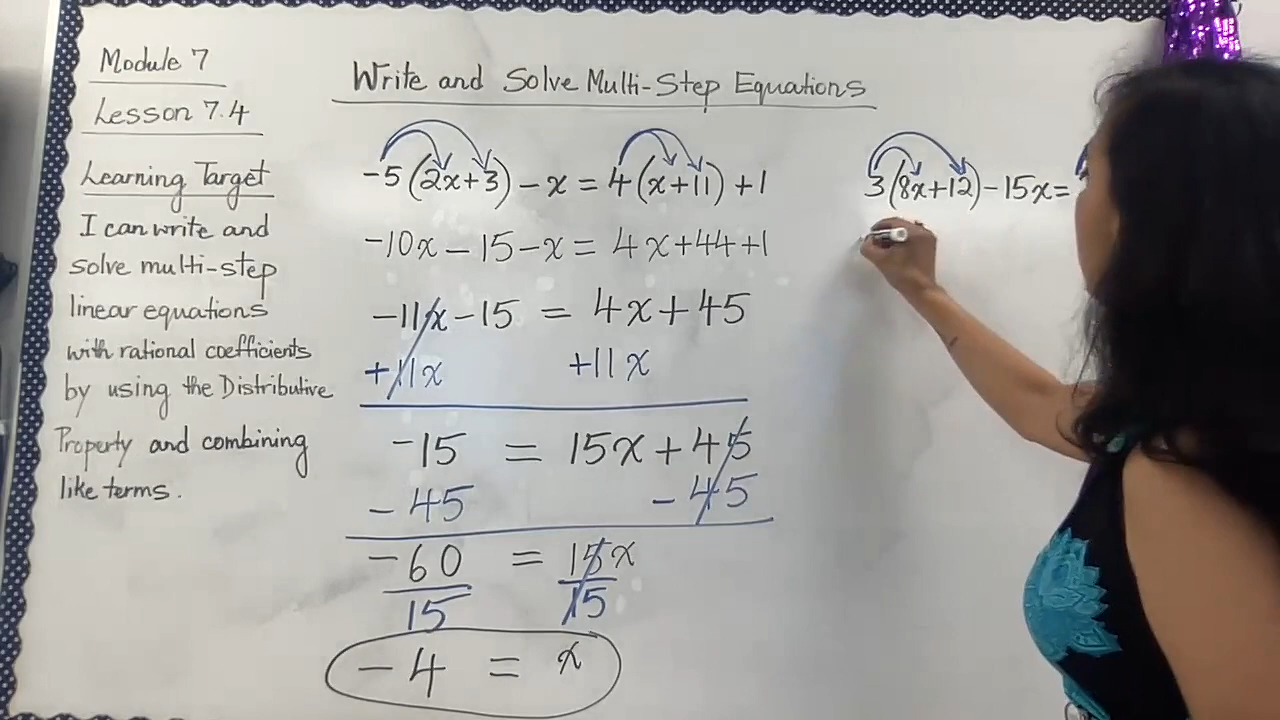 Module 7
Lesson 7.4
Learning Target
I can write and
solve multi-step
linear equations
with rational coefficients
by using the Distributive
Property and combining
like terms.
Write and Solve Multi-Step Equations
-5(2x+3)-x=4(x+11)+1
-10x-15-x=4x+44+1
-11x-15=4x+45
+11x +11x
-15=15x+45
-45 -45
-60=15x
15 15
-4=x
3(8x+12)-15x=